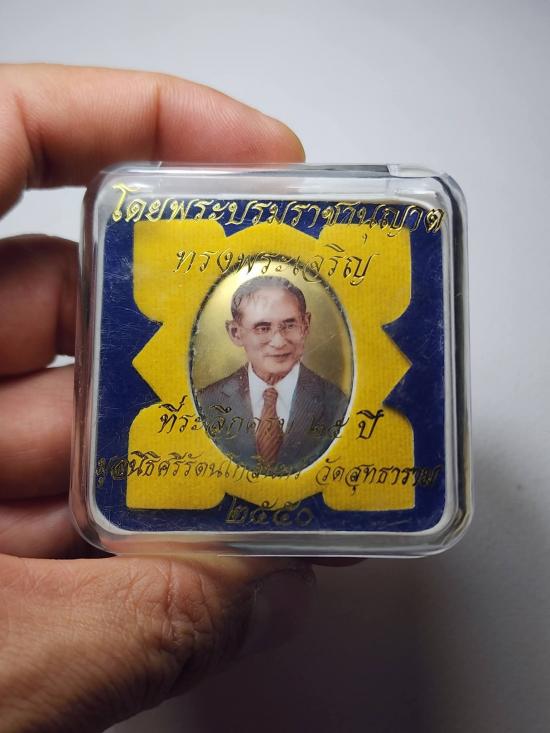 โดยพระบรมราชานุญาต
ทรงพระเจริญ
ที่ระลึกครบ ๒๕ ปี
มูลนิธิศรีรัตนโกสินทร์ วัดสุทธาราม
๒๕๕๐